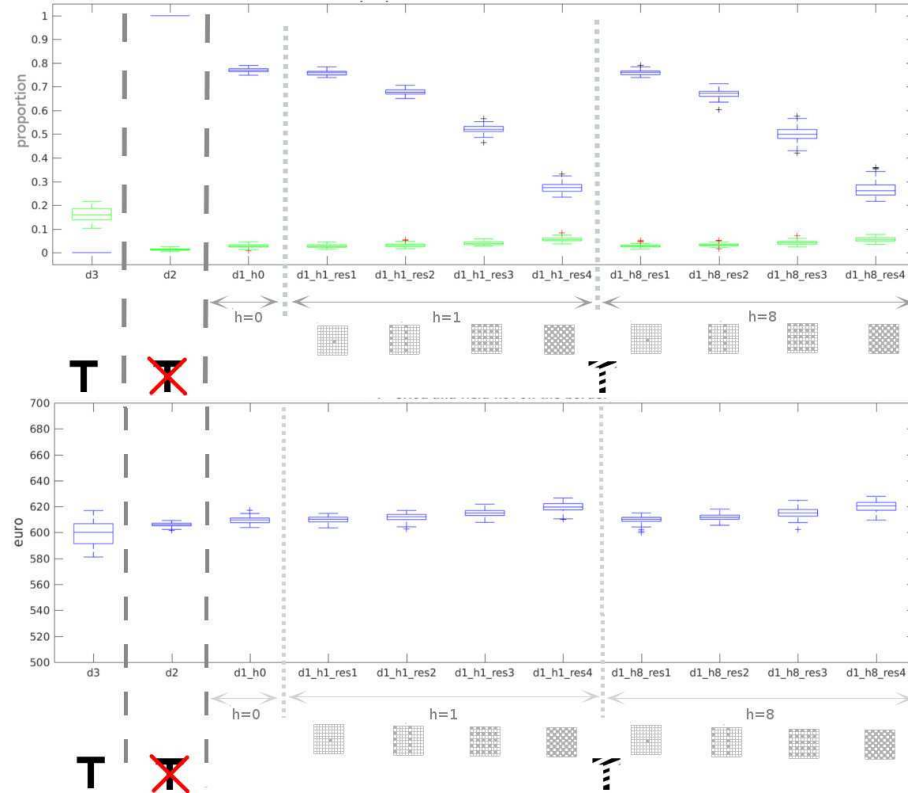 1
0.9
0.8
0.7
0.6
0.5
0.4
0.3
0.2
0.1
0
proportion
d3 d2 d1_h0 d1_h1_res1 d1_h1_res2 d1_h1_res3 d1_h1_res4 d1_h8_res1 d1_h8_res2 d1_h8_res3 d1_h8_res4
h=0 h=1 h=8
T T T
700
680
660
640
620
600
580
560
540
520
500
euro
d3 d2 d1_h0 d1_h1_res1 d1_h1_res2 d1_h1_res3 d1_h1_res4 d1_h8_res1 d1_h8_res2 d1_h8_res3 d1_h8_res4
h=0 h=1 h=8
T T T